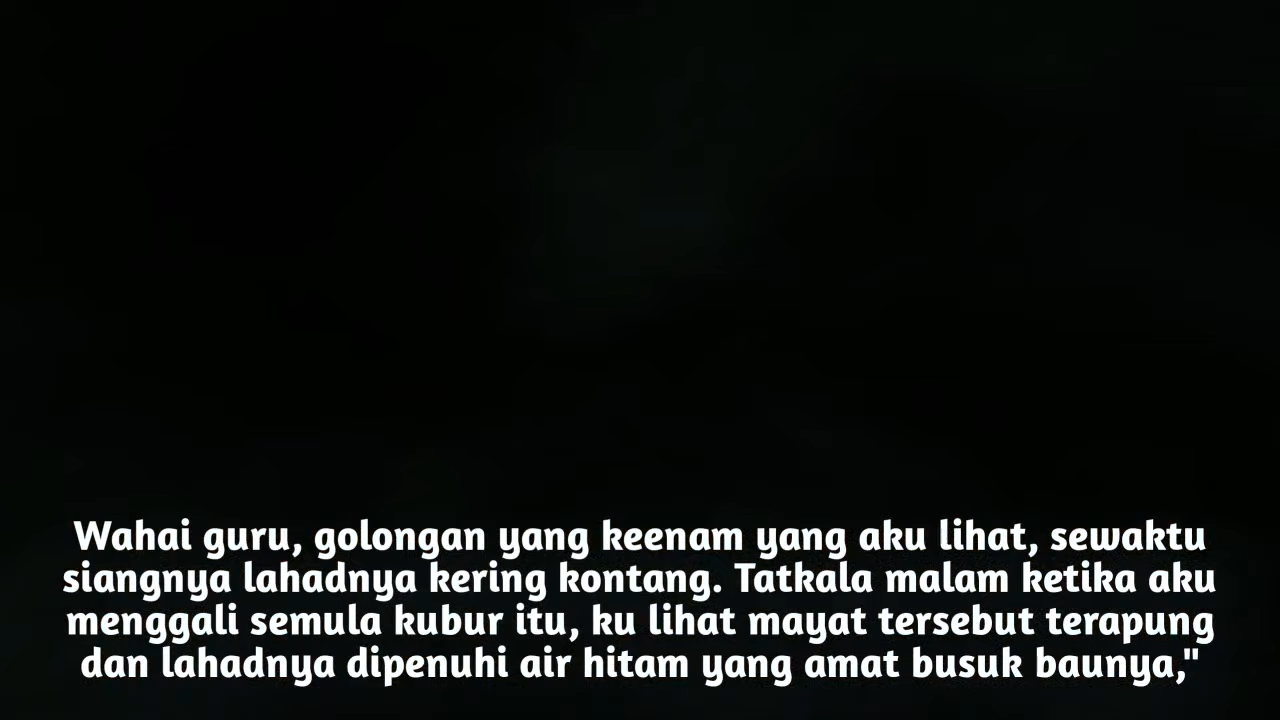 Wahai guru, golongan yang keenam yang aku lihat, sewaktu
siangnya lahadnya kering kontang. Tatkala malam ketika aku
menggali semula kubur itu, ku lihat mayat tersebut terapung
dan lahadnya dipenuhi air hitam yang amat busuk baunya,"